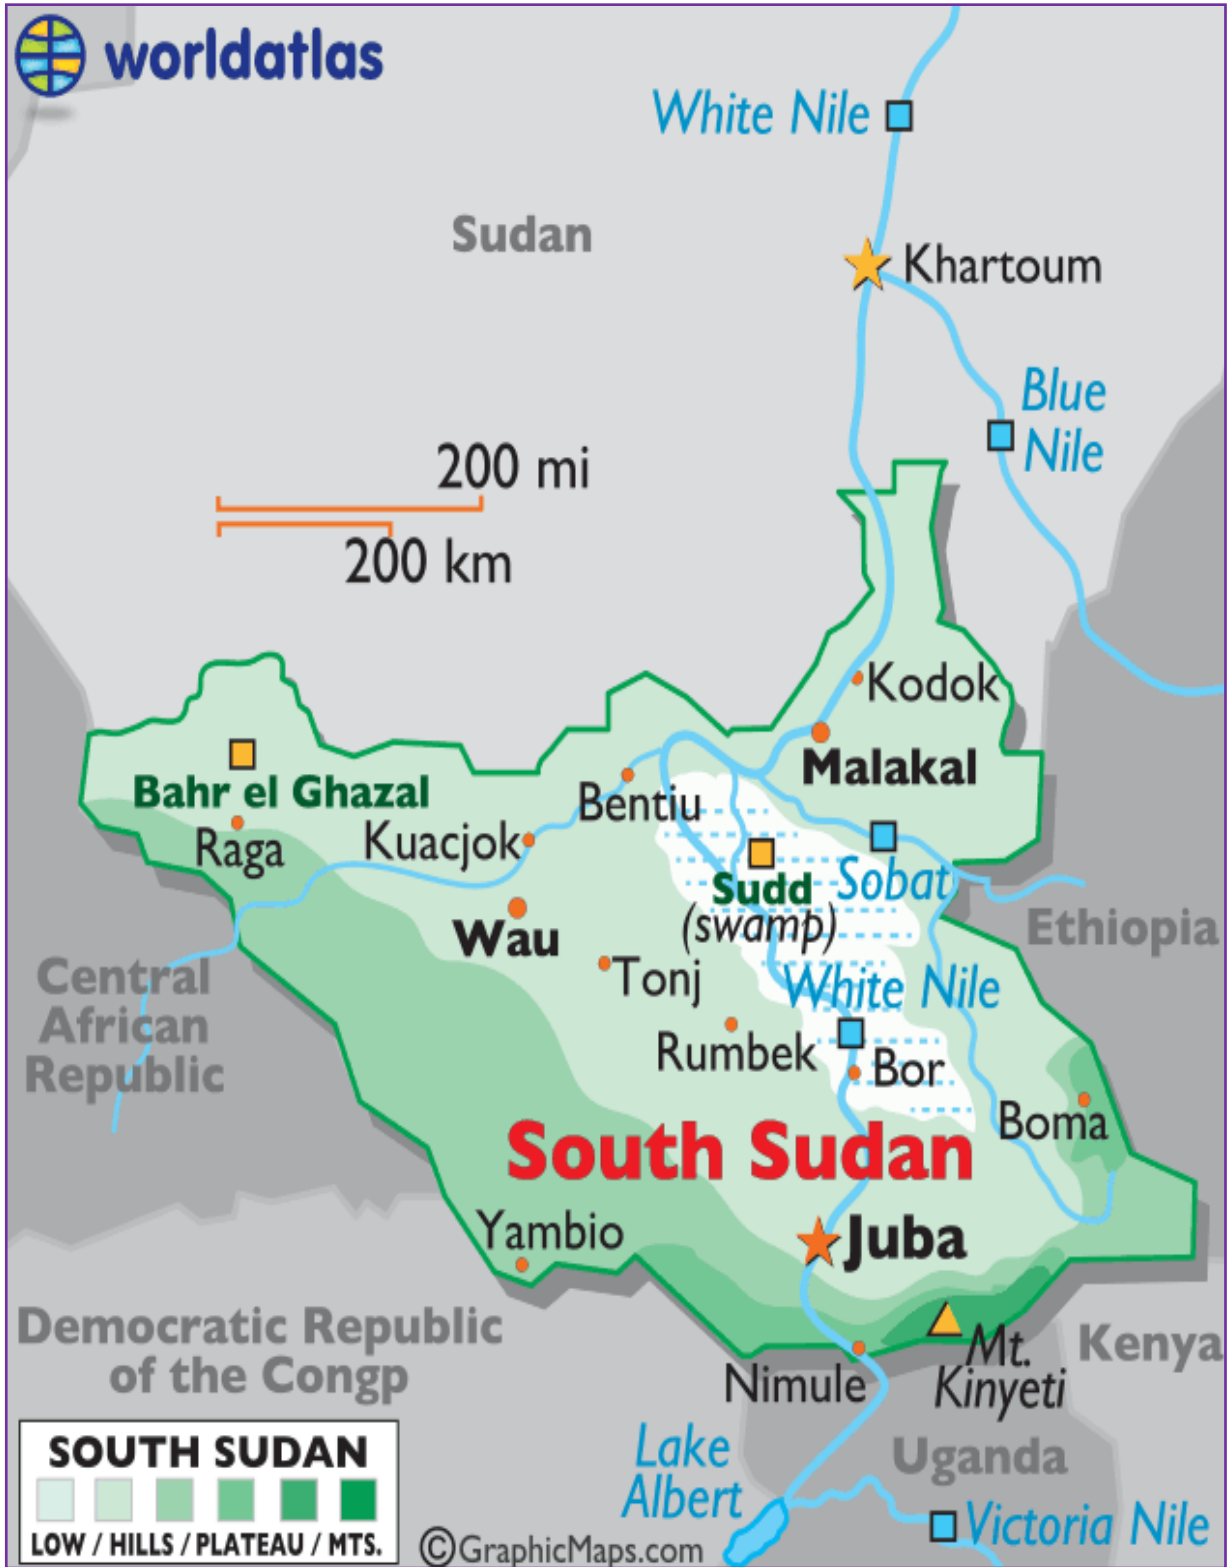 worldatlas
White Nile
Sudan
Khartoum
Blue
Nile
200 mi
200 km
Kodok
Malakal
Bahr el Ghazal
Raga
Kuacjok
Bentiu
Sudd
(swamp)
Sobat
Wau
Tonj
Ethiopia
Central
African
Republic
White Nile
Rumbek
Bor
Boma
South Sudan
Yambio
Juba
Democratic Republic
of the Congp
Mt.
Kinyeti
Kenya
Nimule
Lake
Albert
Uganda
Victoria Nile
SOUTH SUDAN
LOW / HILLS / PLATEAU / MTS.
©GraphicMaps.com